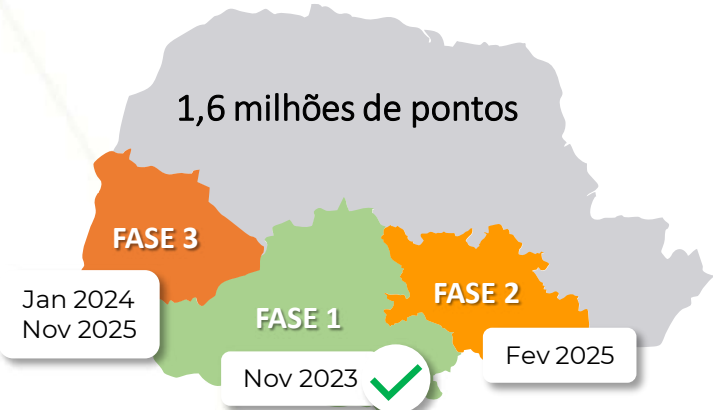 1,6 milhões de pontos
FASE 3
FASE 2
Jan 2024
Nov 2025
FASE 1
Fev 2025
Nov 2023